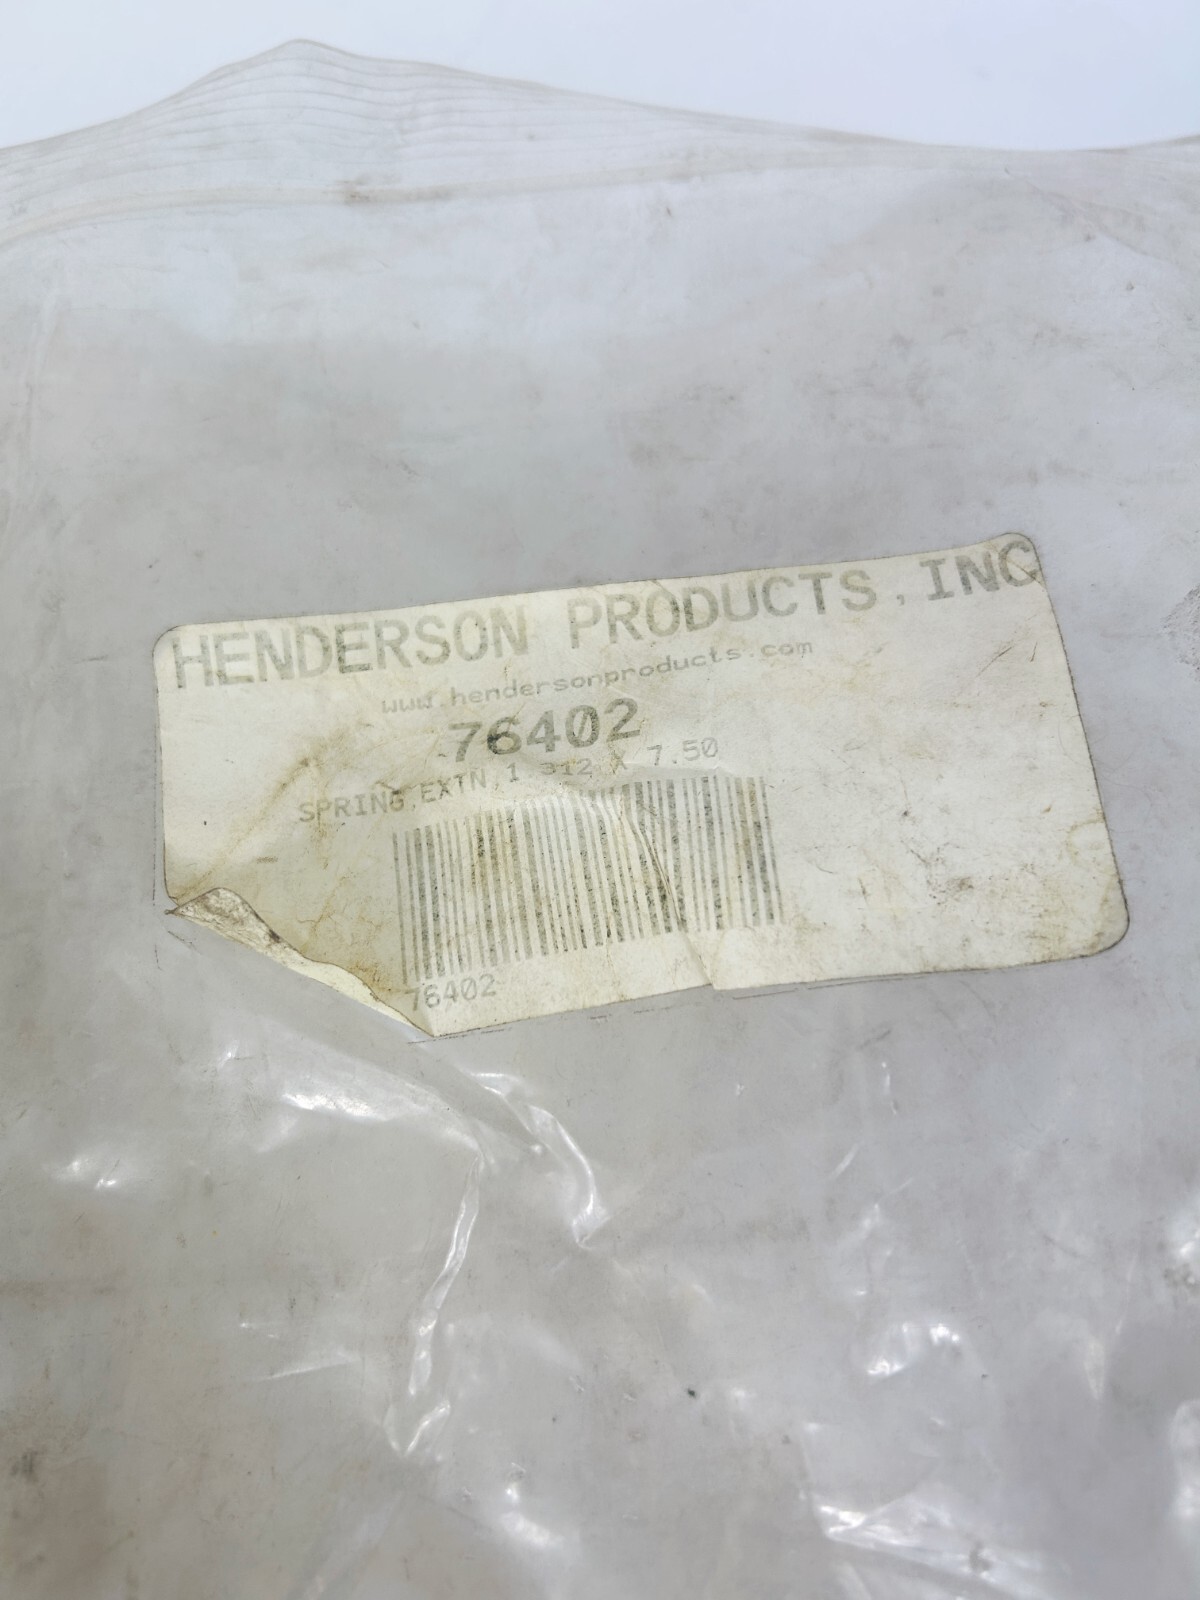 HENDERSON PRODUCTS, INC
www.hendersonproducts.com
76402
SPRING,EXTN,1.312 X 7.50
76402